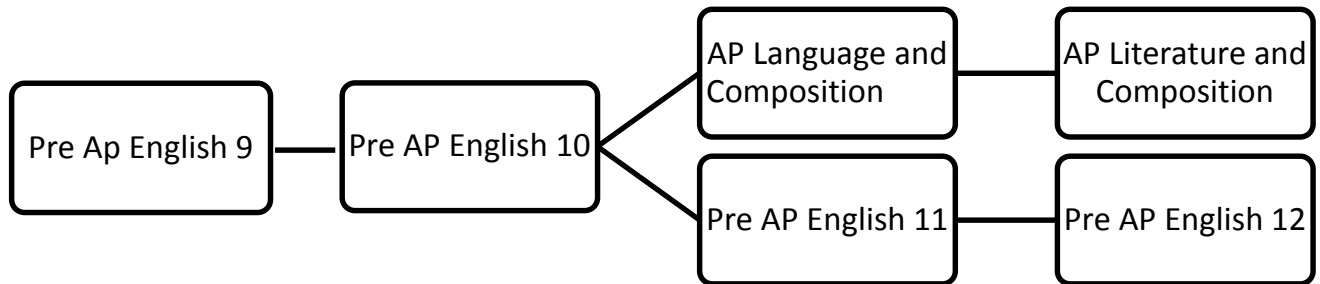 Pre Ap English 9
Pre AP English 10
AP Language and
Composition
AP Literature and
Composition
Pre AP English 11
Pre AP English 12